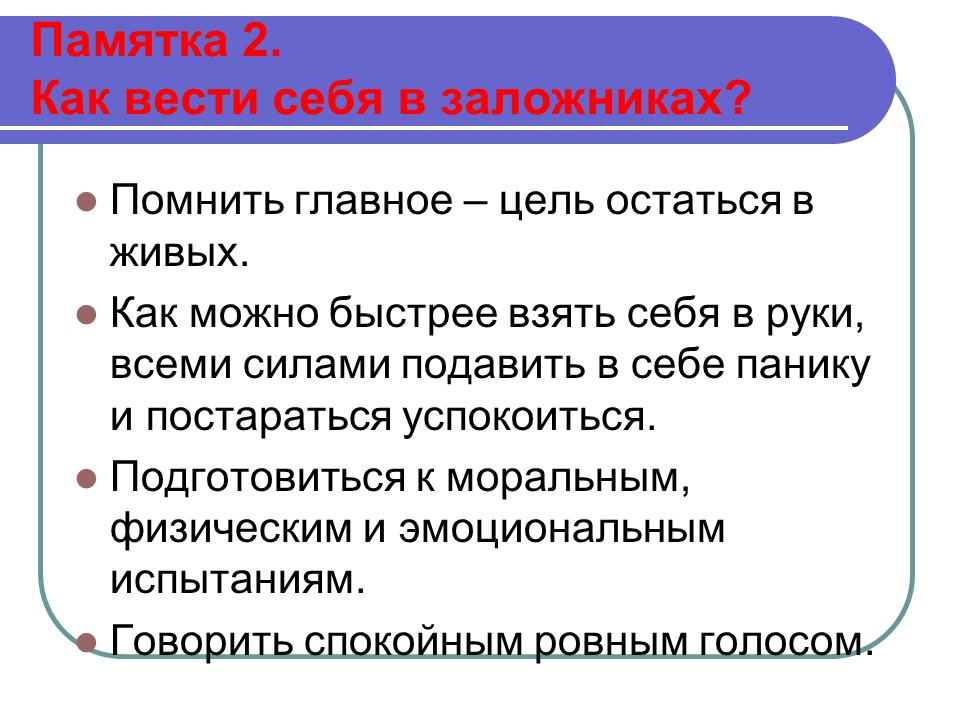 Памятка 2.
Как вести себя в заложниках?
Помнить главное – цель остаться в
живых.
Как можно быстрее взять себя в руки,
всеми силами подавить в себе панику
и постараться успокоиться.
Подготовиться к моральным,
физическим и эмоциональным
испытаниям.
Говорить спокойным ровным голосом.